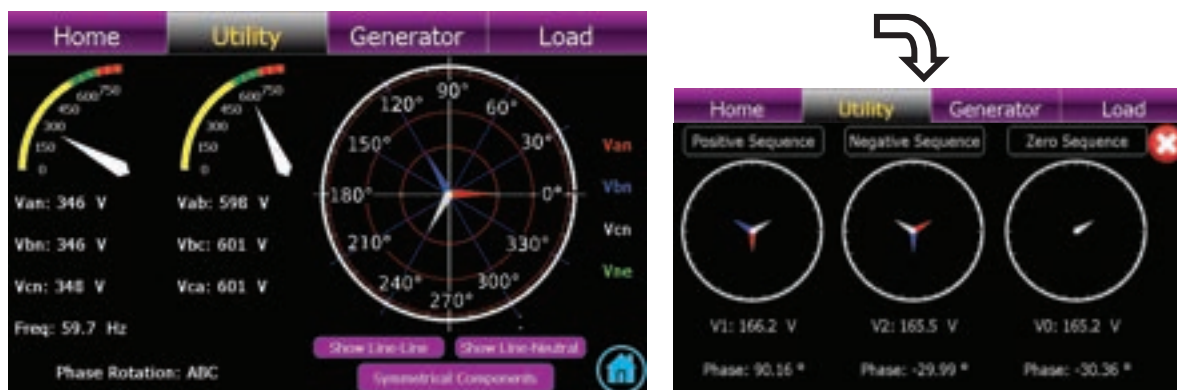 Home Utility Generator Load
750
600
450
300
150
0
750
600
450
300
150
0
90°
120° 60°
150° 30°
180° 0°
210° 330°
240° 300°
270°
Van
Vbn
Vcn
Vne
Van: 346 V Vab: 598 V
Vbn: 346 V Vbc: 601 V
Vcn: 348 V Vca: 601 V
Freq: 59.7 Hz
Show Line-Line Show Line-Neutral
Phase Rotation: ABC
Symmetrical Components
Home Utility Generator Load
Positive Sequence Negative Sequence Zero Sequence
V1: 166.2 V V2: 165.5 V V0: 165.2 V
Phase: 90.16 ° Phase: -29.99 ° Phase: -30.36 °